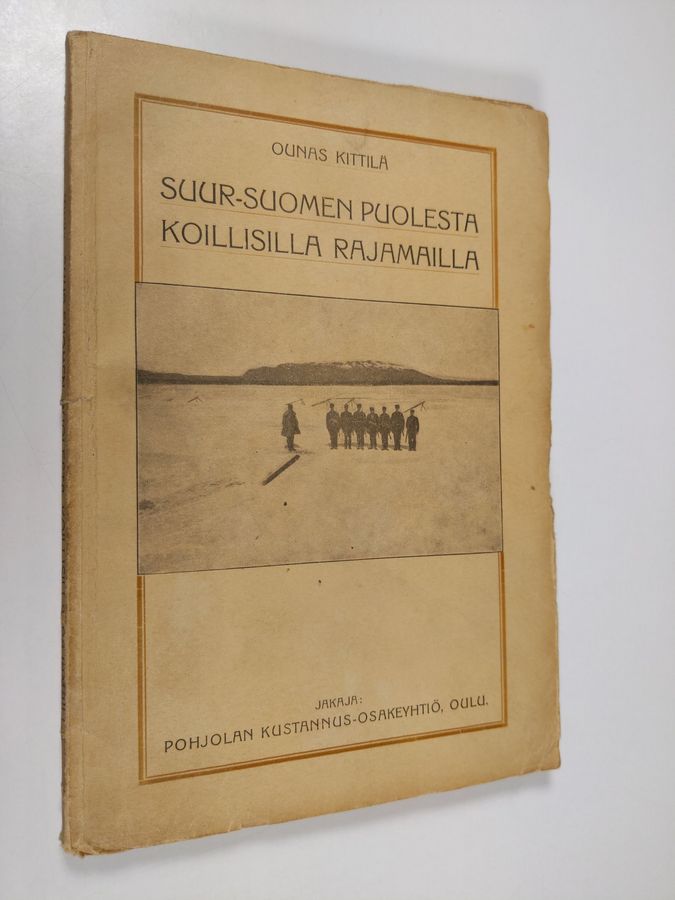 OUNAS KITTILÄ
SUUR-SUOMEN PUOLESTA
KOILLISILLA RAJAMAILLA
JAKAJA:
POHJOLAN KUSTANNUS-OSAKEYHTIÖ, OULU.